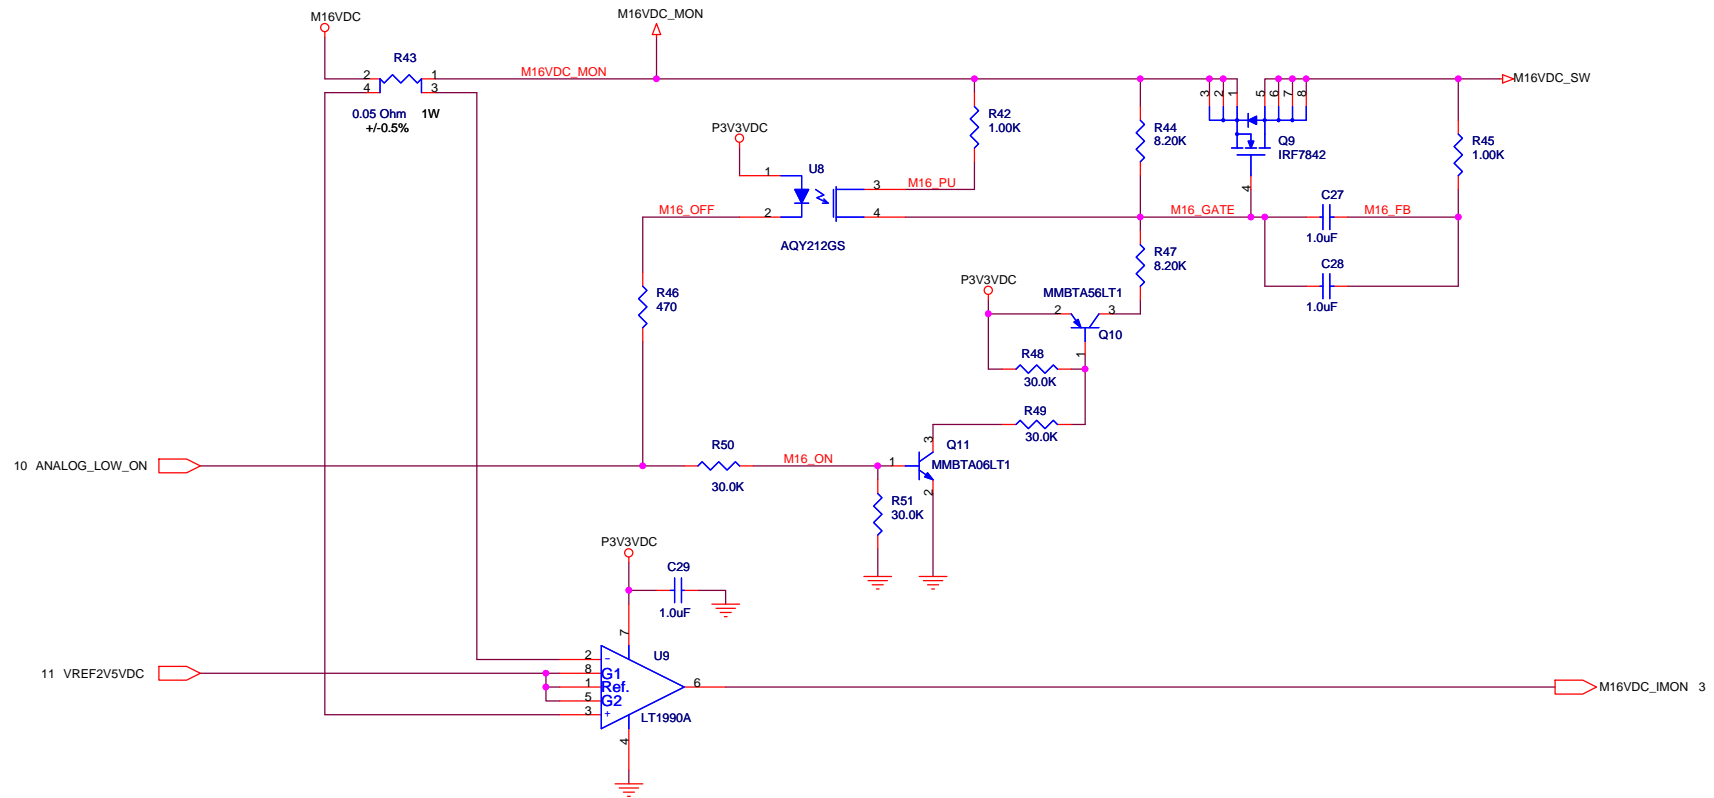 M16VDC
M16VDC_MON
R43
2
1
4
3
0.05 Ohm 1W
+/-0.5%
M16VDC_MON
M16VDC_SW
3
2
1
5
6
7
8
R42
1.00K
R44
8.20K
Q9
IRF7842
R45
1.00K
P3V3VDC
1
U8
3
M16_PU
4
C27
M16_OFF
2
4
M16_GATE
M16_FB
1.0uF
AQY212GS
R47
8.20K
C28
1.0uF
P3V3VDC
MMBTA56LT1
R46
470
2
3
Q10
1
R48
30.0K
R49
30.0K
10 ANALOG_LOW_ON
R50
30.0K
M16_ON
1
3
Q11
MMBTA06LT1
2
R51
30.0K
P3V3VDC
C29
1.0uF
7
U9
11 VREF2V5VDC
2
-
8
G1
1
Ref.
5
G2
3
+
6
LT1990A
4
M16VDC_IMON 3